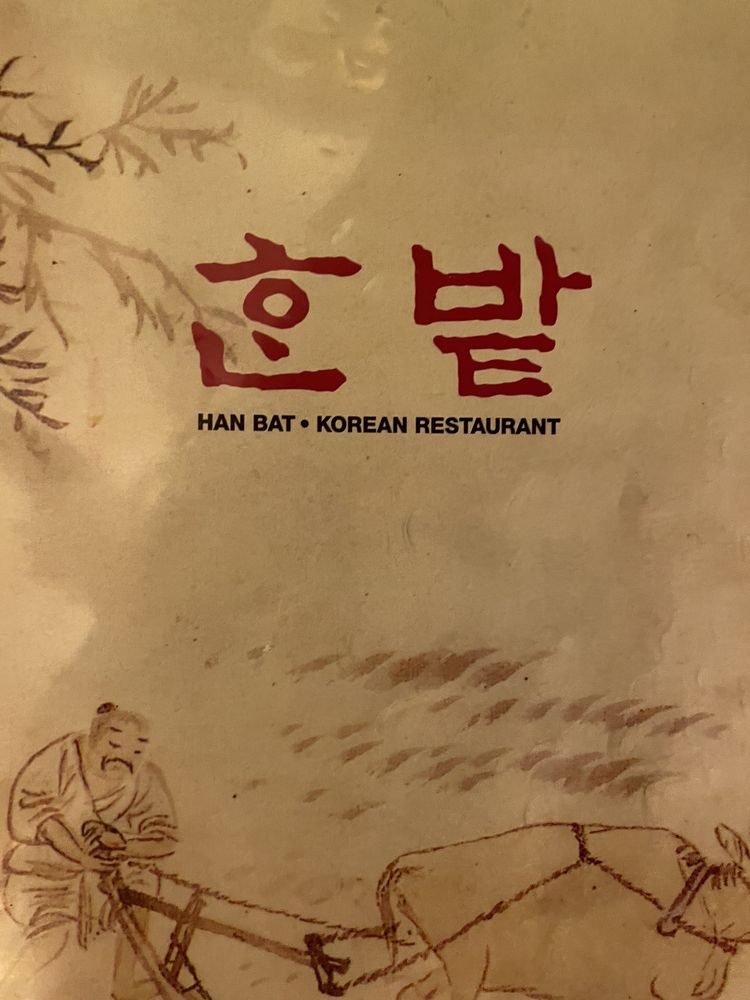 ᄒᆞᆫ밭
HAN BAT • KOREAN RESTAURANT